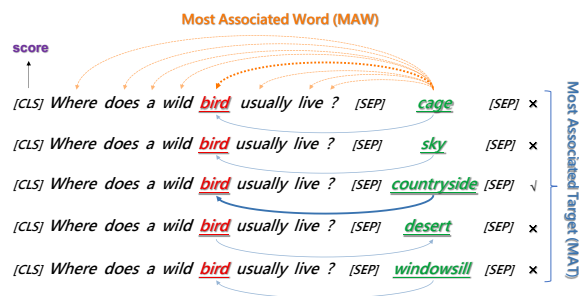 Most Associated Word (MAW)
score
[CLS] Where does a wild bird usually live ? [SEP] cage [SEP] ×
[CLS] Where does a wild bird usually live ? [SEP] sky [SEP] ×
[CLS] Where does a wild bird usually live ? [SEP] countryside [SEP] √
[CLS] Where does a wild bird usually live ? [SEP] desert [SEP] ×
[CLS] Where does a wild bird usually live ? [SEP] windowsill [SEP] ×
Most Associated Target (MAT)